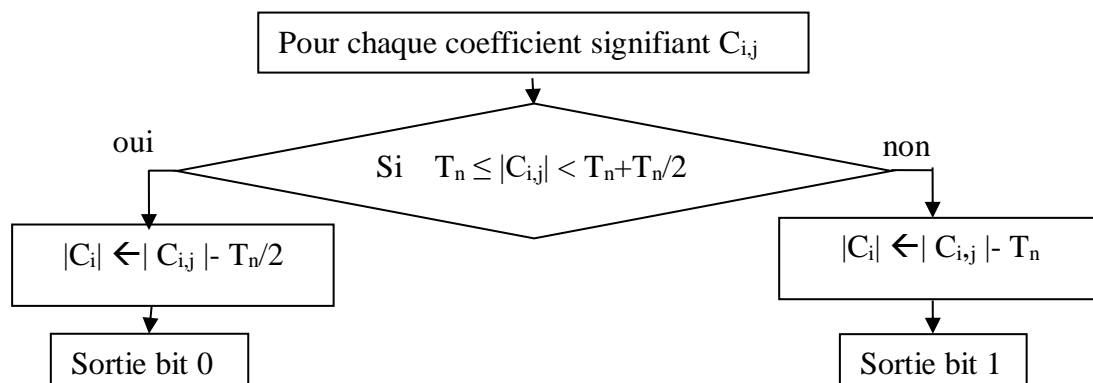 Pour chaque coefficient signifiant Ci,j
oui
Si Tn ≤ |Ci,j| < Tn+Tn/2
non
|Ci| ←| Ci,j |- Tn/2
|Ci| ←| Ci,j |- Tn
Sortie bit 0
Sortie bit 1